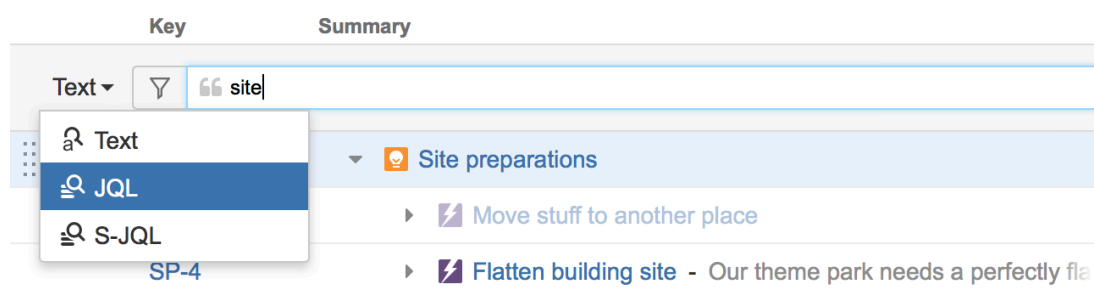 Key Summary
Text site
Text
JQL
Site preparations
Move stuff to another place
S-JQL
SP-4 Flatten building site - Our theme park needs a perfectly fla